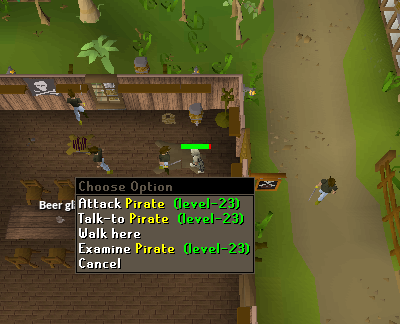 Choose Option
Attack Pirate (level-23)
Talk-to Pirate (level-23)
Walk here
Examine Pirate (level-23)
Cancel
Beer gl